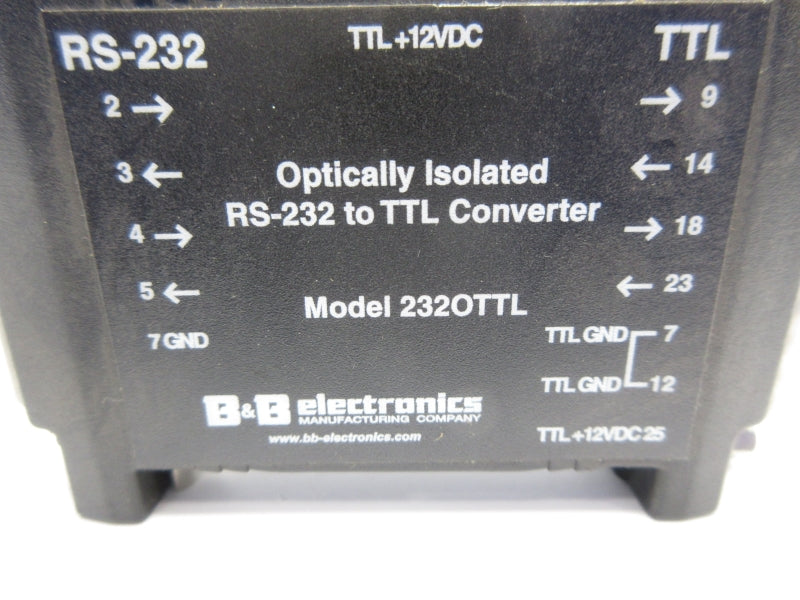 RS-232 TTL +12VDC TTL
2 → → 9
3 ← Optically Isolated ← 14
RS-232 to TTL Converter
4 → → 18
5 ← ← 23
Model 232OTTL
7 GND TTL GND 7
TTL GND 12
B&B electronics
MANUFACTURING COMPANY
www.bb-electronics.com
TTL +12VDC 25